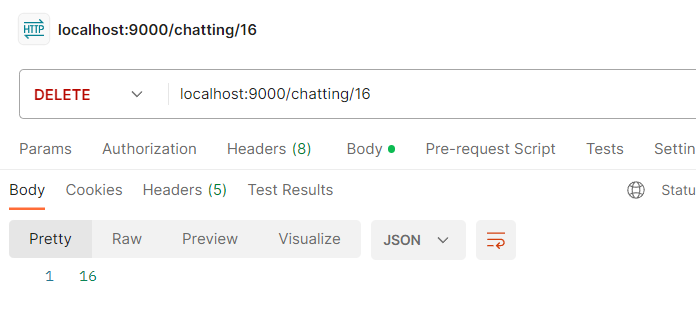 HTTP localhost:9000/chatting/16
DELETE localhost:9000/chatting/16
Params Authorization Headers (8) Body Pre-request Script Tests Settin
Body Cookies Headers (5) Test Results Statu
Pretty Raw Preview Visualize JSON
1 16